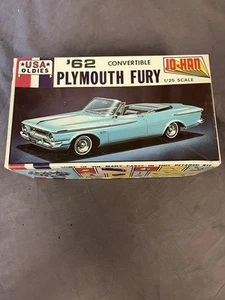 USA
OLDIES
'62 CONVERTIBLE
PLYMOUTH FURY
JO-HAN
1/25 SCALE